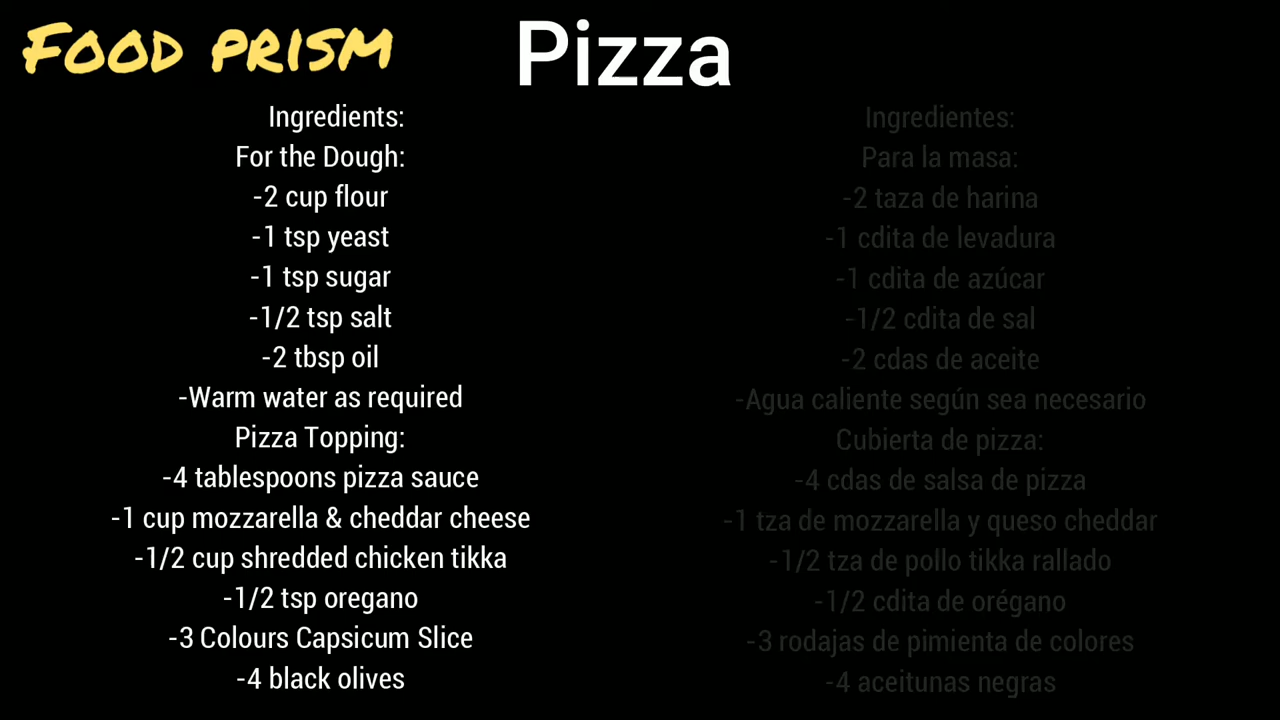 FOOD PRISM
Pizza
Ingredients:
For the Dough:
-2 cup flour
-1 tsp yeast
-1 tsp sugar
-1/2 tsp salt
-2 tbsp oil
-Warm water as required
Pizza Topping:
-4 tablespoons pizza sauce
-1 cup mozzarella & cheddar cheese
-1/2 cup shredded chicken tikka
-1/2 tsp oregano
-3 Colours Capsicum Slice
-4 black olives
Ingredientes:
Para la masa:
-2 taza de harina
-1 cdita de levadura
-1 cdita de azúcar
-1/2 cdita de sal
-2 cdas de aceite
-Agua caliente según sea necesario
Cubierta de pizza:
-4 cdas de salsa de pizza
-1 tza de mozzarella y queso cheddar
-1/2 tza de pollo tikka rallado
-1/2 cdita de orégano
-3 rodajas de pimienta de colores
-4 aceitunas negras